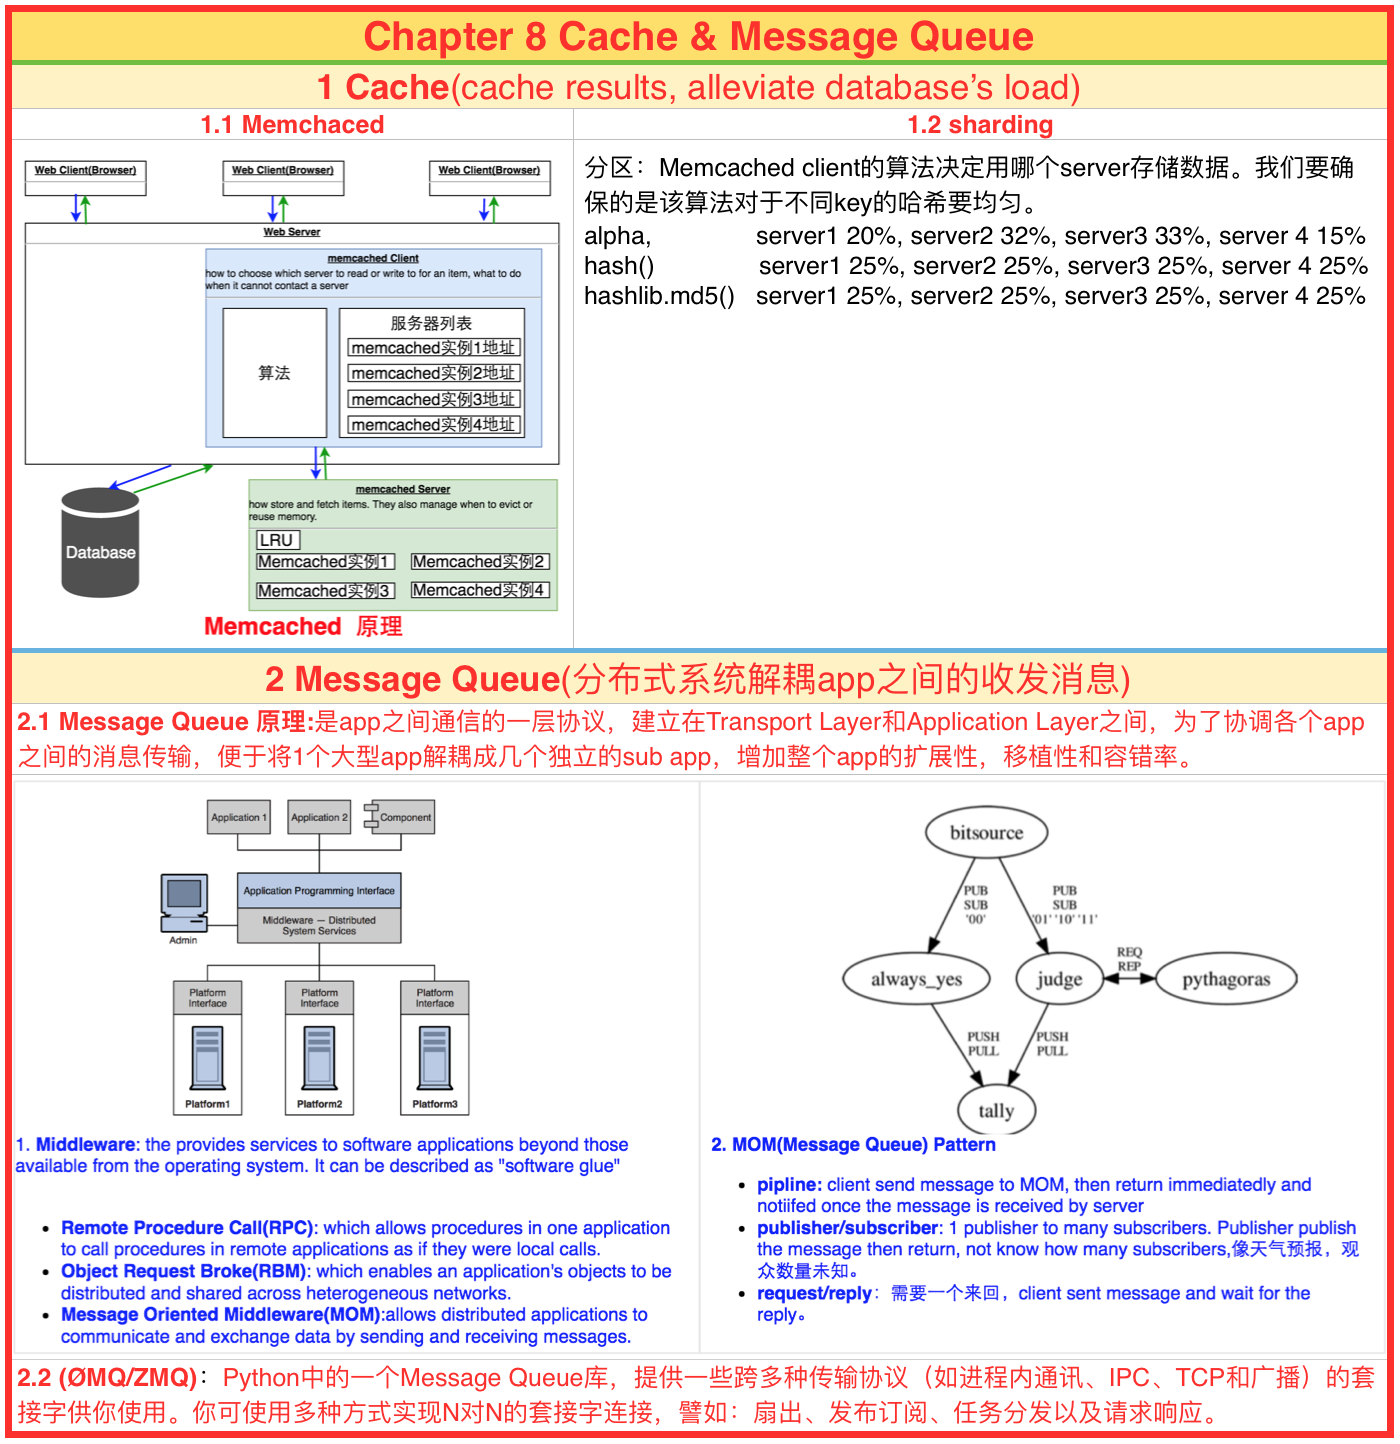 Chapter 8 Cache & Message Queue
1 Cache(cache results, alleviate database’s load)
1.1 Memchaced
Web Client(Browser)
Web Client(Browser)
Web Client(Browser)
Web Server
memcached Client
how to choose which server to read or write to for an item, what to do
when it cannot contact a server
算法
服务器列表
memcached实例1地址
memcached实例2地址
memcached实例3地址
memcached实例4地址
Database
memcached Server
how store and fetch items. They also manage when to evict or
reuse memory.
LRU
Memcached实例1
Memcached实例2
Memcached实例3
Memcached实例4
Memcached 原理
1.2 sharding
分区：Memcached client的算法决定用哪个server存储数据。我们要确
保的是该算法对于不同key的哈希要均匀。
alpha, server1 20%, server2 32%, server3 33%, server 4 15%
hash() server1 25%, server2 25%, server3 25%, server 4 25%
hashlib.md5() server1 25%, server2 25%, server3 25%, server 4 25%
2 Message Queue(分布式系统解耦app之间的收发消息)
2.1 Message Queue 原理:是app之间通信的一层协议，建立在Transport Layer和Application Layer之间，为了协调各个app
之间的消息传输，便于将1个大型app解耦成几个独立的sub app，增加整个app的扩展性，移植性和容错率。
Application 1
Application 2
Component
Application Programming Interface
Middleware — Distributed
System Services
Admin
Platform
Interface
Platform
Interface
Platform
Interface
Platform1
Platform2
Platform3
1. Middleware: the provides services to software applications beyond those
available from the operating system. It can be described as "software glue"
• Remote Procedure Call(RPC): which allows procedures in one application
to call procedures in remote applications as if they were local calls.
• Object Request Broke(RBM): which enables an application's objects to be
distributed and shared across heterogeneous networks.
• Message Oriented Middleware(MOM):allows distributed applications to
communicate and exchange data by sending and receiving messages.
bitsource
PUB
SUB
'00'
PUB
SUB
'01' '10' '11'
always_yes
judge
REQ
REP
pythagoras
PUSH
PULL
PUSH
PULL
tally
2. MOM(Message Queue) Pattern
• pipline: client send message to MOM, then return immediatedly and
notiifed once the message is received by server
• publisher/subscriber: 1 publisher to many subscribers. Publisher publish
the message then return, not know how many subscribers,像天气预报，观
众数量未知。
• request/reply：需要一个来回，client sent message and wait for the
reply。
2.2 (ØMQ/ZMQ)：Python中的一个Message Queue库，提供一些跨多种传输协议（如进程内通讯、IPC、TCP和广播）的套
接字供你使用。你可使用多种方式实现N对N的套接字连接，譬如：扇出、发布订阅、任务分发以及请求响应。